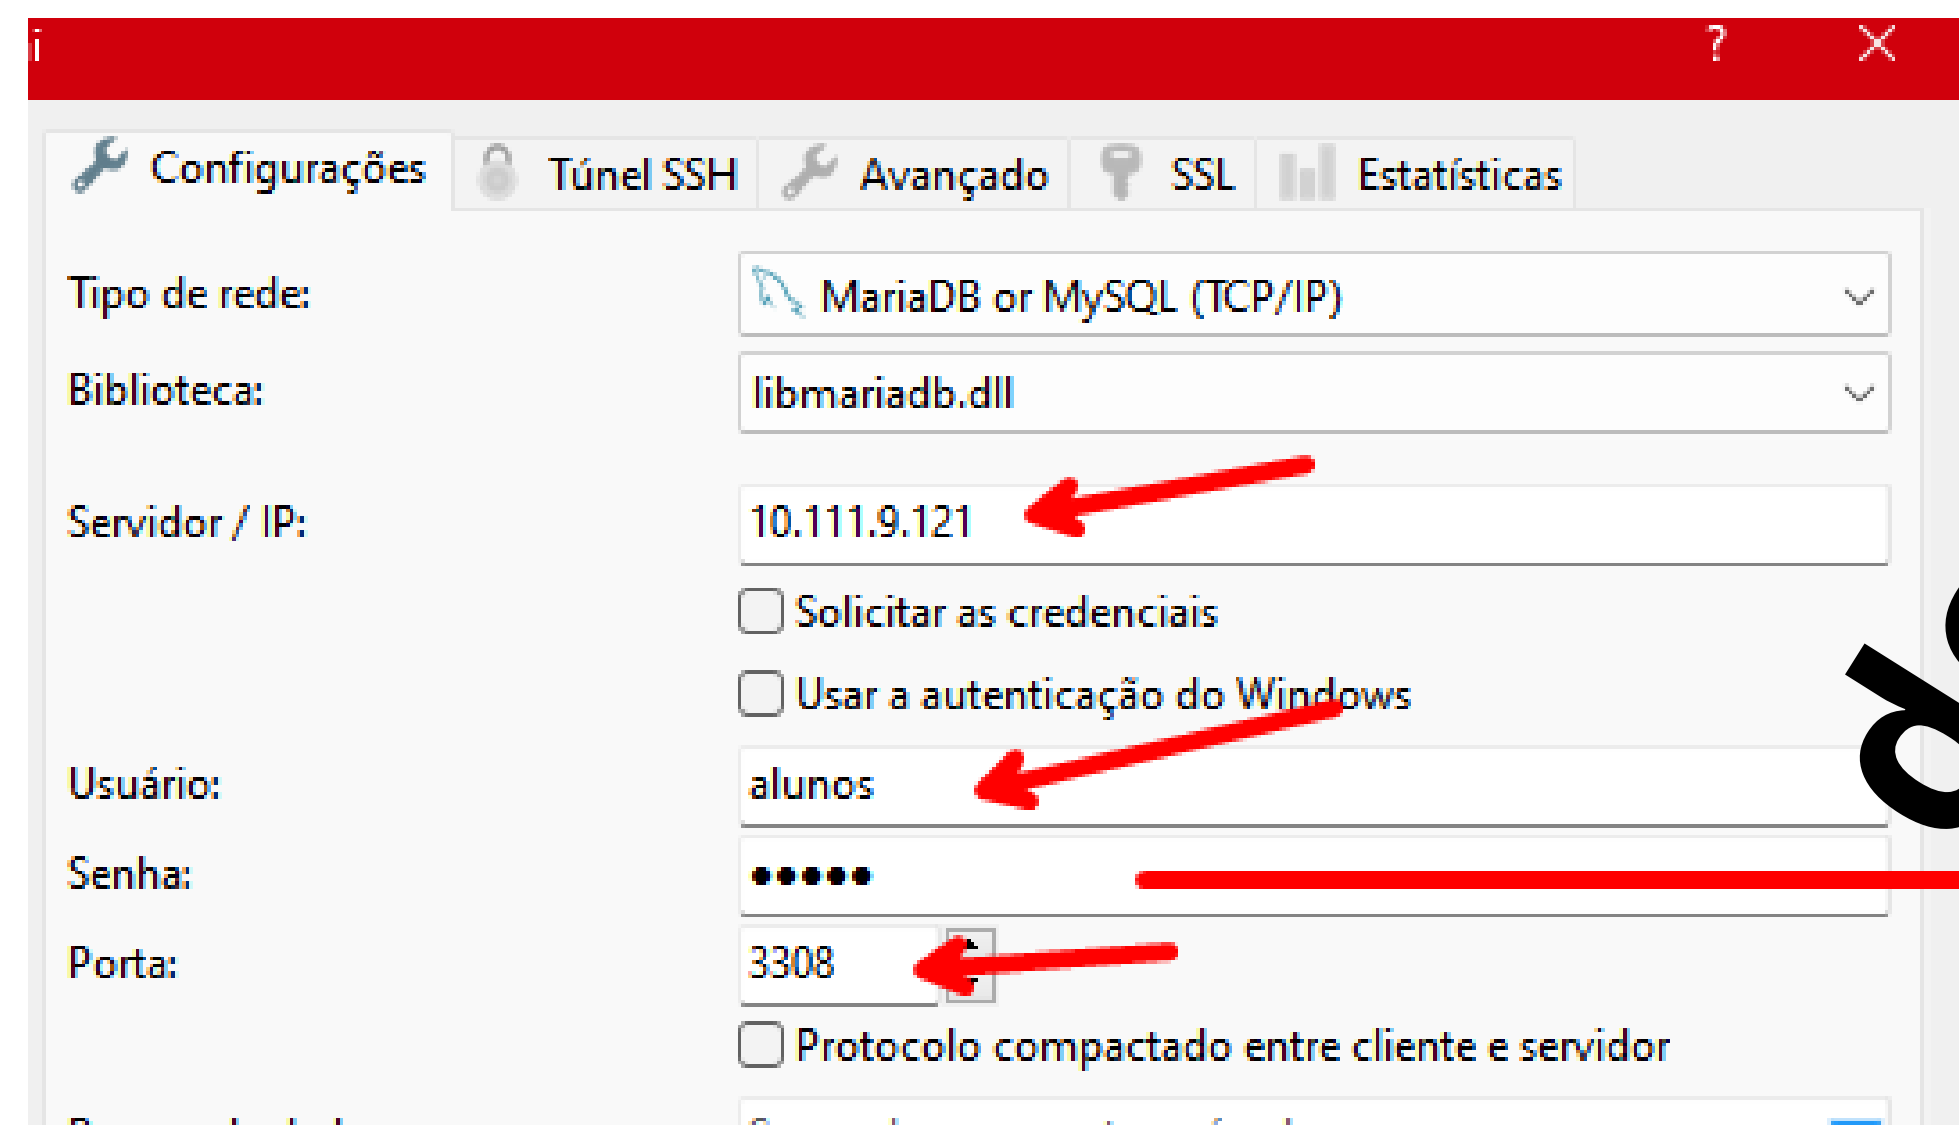 ?
Configurações Túnel SSH Avançado SSL Estatísticas
Tipo de rede: MariaDB or MySQL (TCP/IP)
Biblioteca: libmariadb.dll
Servidor / IP: 10.111.9.121
Solicitar as credenciais
Usar a autenticação do Windows
Usuário: alunos
Senha: •••••
Porta: 3308
Protocolo compactado entre cliente e servidor